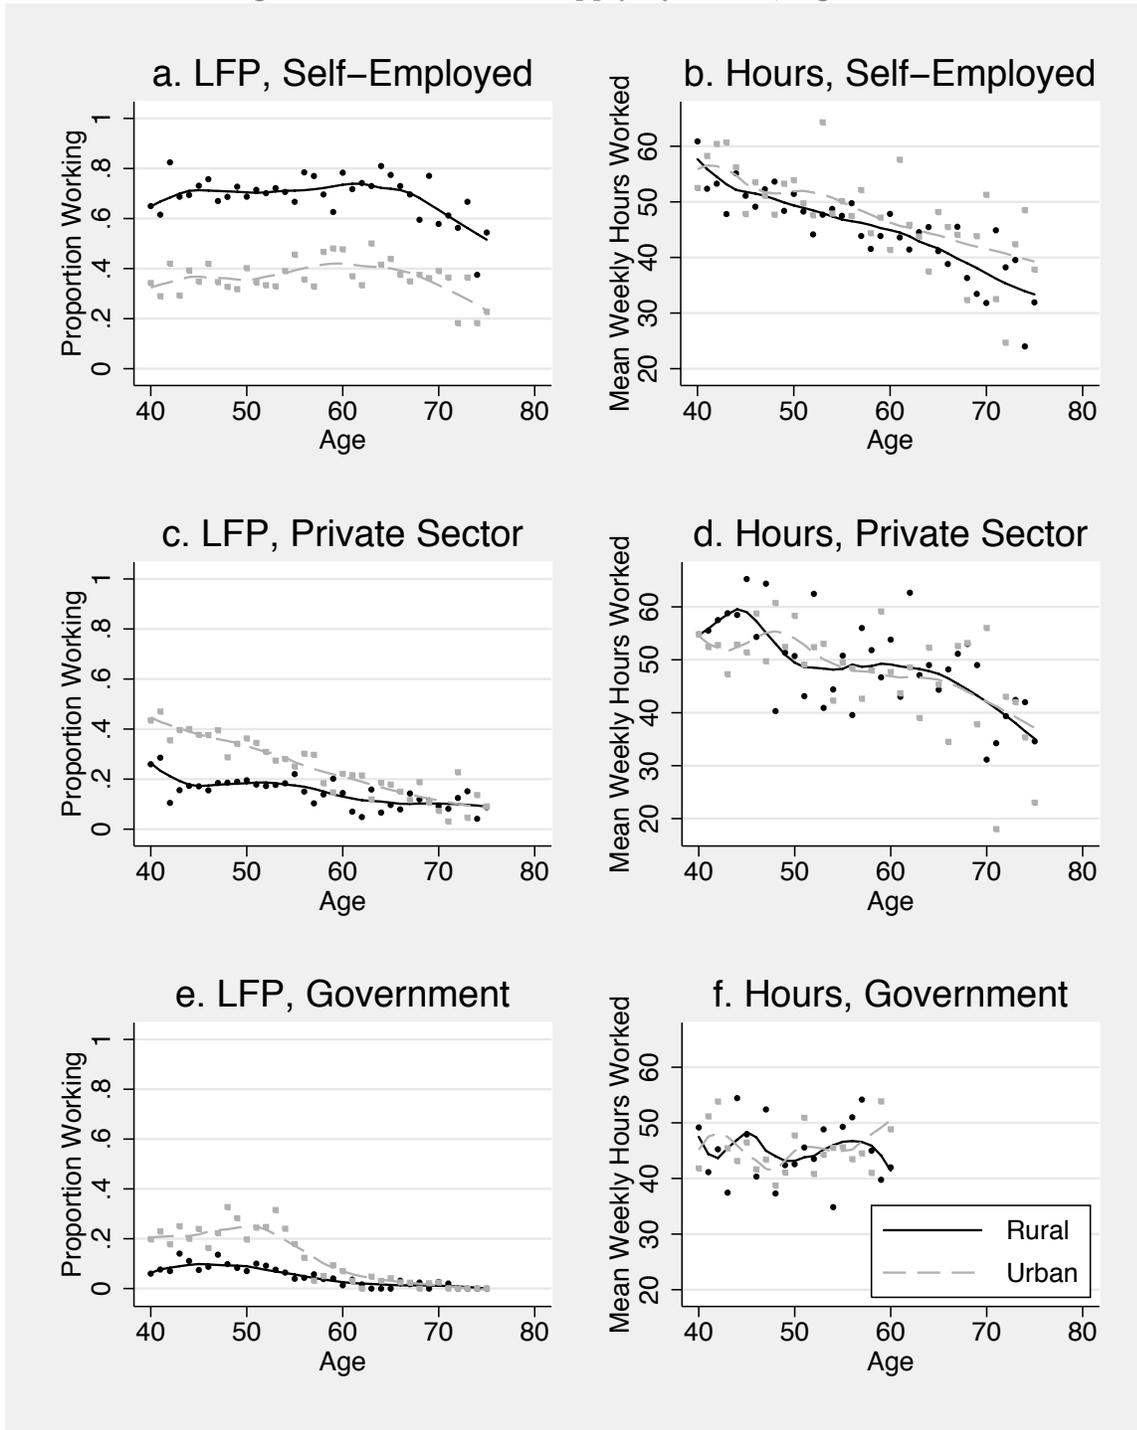 a. LFP, Self−Employed
Proportion Working
0 .2 .4 .6 .8 1
40 50 60 70 80
Age
b. Hours, Self−Employed
Mean Weekly Hours Worked
20 30 40 50 60
40 50 60 70 80
Age
c. LFP, Private Sector
Proportion Working
0 .2 .4 .6 .8 1
40 50 60 70 80
Age
d. Hours, Private Sector
Mean Weekly Hours Worked
20 30 40 50 60
40 50 60 70 80
Age
e. LFP, Government
Proportion Working
0 .2 .4 .6 .8 1
40 50 60 70 80
Age
f. Hours, Government
Mean Weekly Hours Worked
20 30 40 50 60
40 50 60 70 80
Age
Rural
Urban